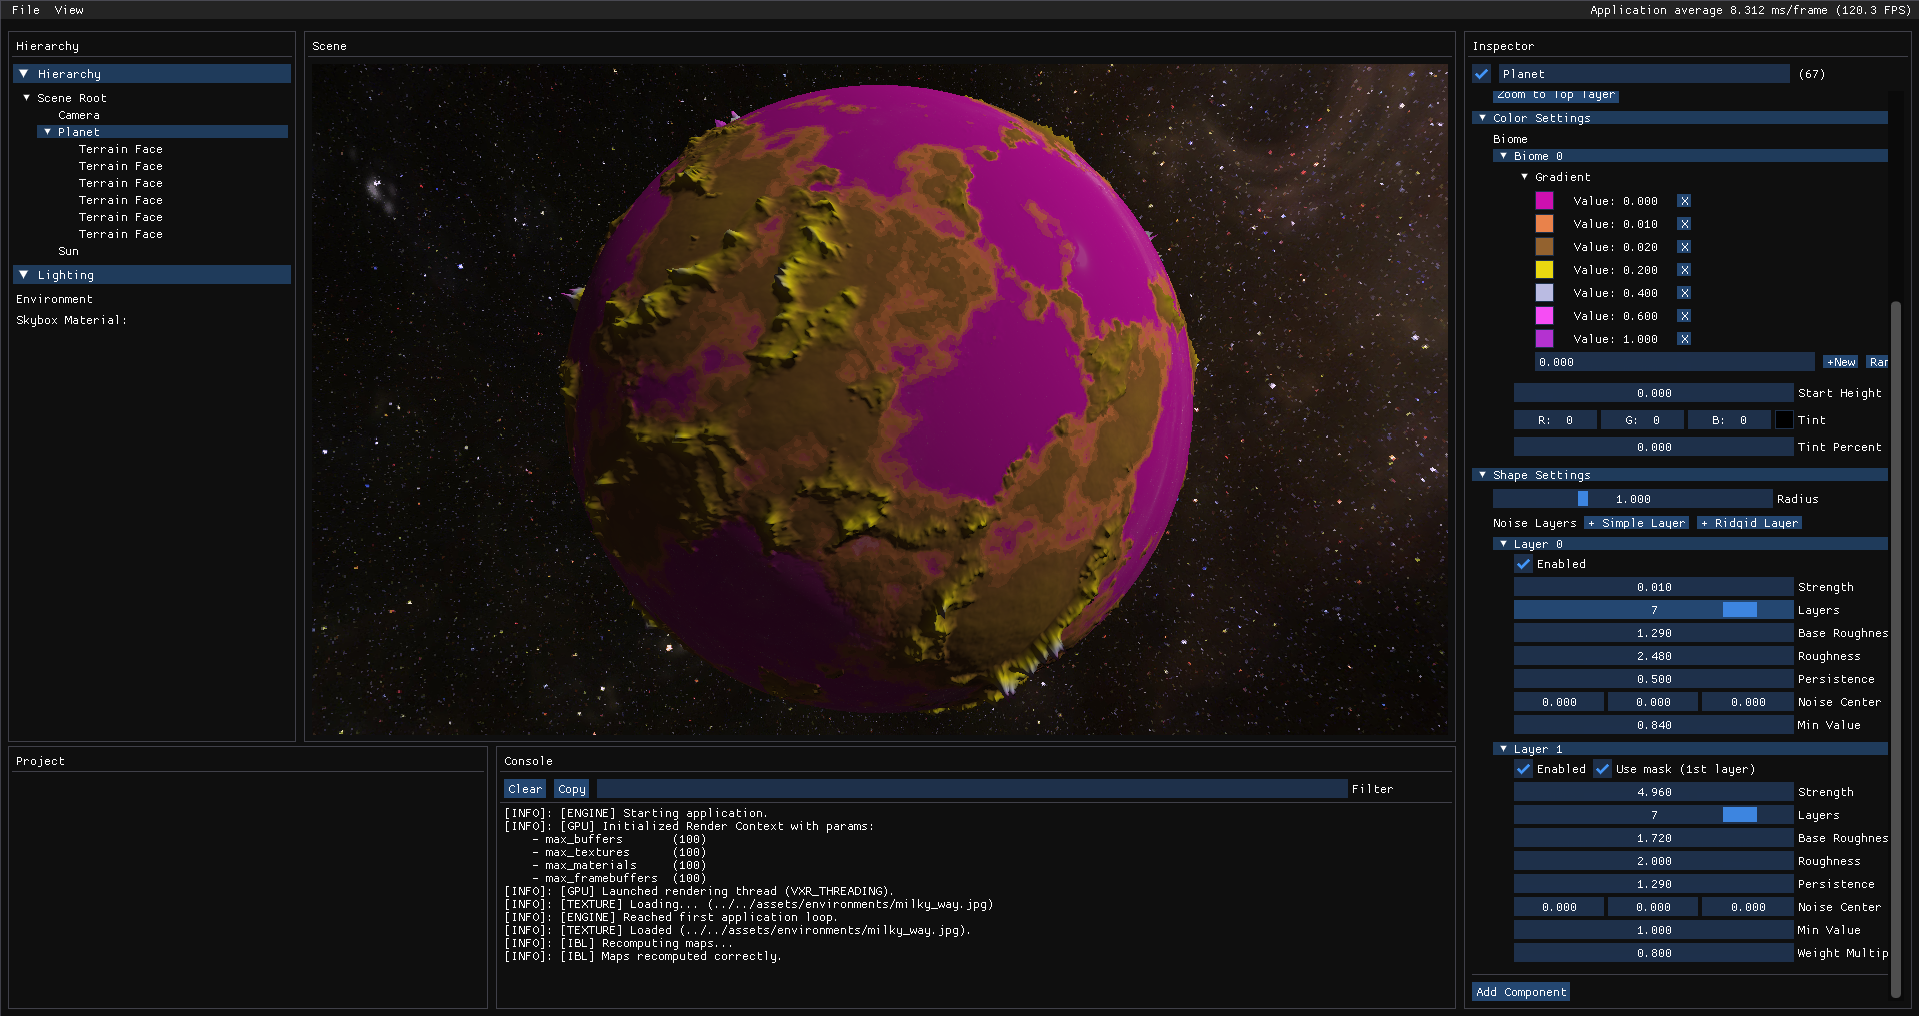 File View
Application average 8.312 ms/frame (120.3 FPS)
Hierarchy
Hierarchy
Scene Root
Camera
Planet
Terrain Face
Terrain Face
Terrain Face
Terrain Face
Terrain Face
Terrain Face
Sun
Lighting
Environment
Skybox Material:
Scene
Inspector
Planet (67)
Zoom to Top Layer
Color Settings
Biome
Biome 0
Gradient
Value: 0.000 X
Value: 0.010 X
Value: 0.020 X
Value: 0.200 X
Value: 0.400 X
Value: 0.600 X
Value: 1.000 X
0.000 +New Ran
0.000 Start Height
R: 0 G: 0 B: 0 Tint
0.000 Tint Percent
Shape Settings
1.000 Radius
Noise Layers + Simple Layer + Ridgid Layer
Layer 0
Enabled
0.010 Strength
7 Layers
1.290 Base Roughnes
2.480 Roughness
0.500 Persistence
0.000 0.000 0.000 Noise Center
0.840 Min Value
Layer 1
Enabled Use mask (1st layer)
4.960 Strength
7 Layers
1.720 Base Roughnes
2.000 Roughness
1.290 Persistence
0.000 0.000 0.000 Noise Center
1.000 Min Value
0.800 Weight Multip
Add Component
Project
Console
Clear Copy Filter
[INFO]: [ENGINE] Starting application.
[INFO]: [GPU] Initialized Render Context with params:
- max_buffers (100)
- max_textures (100)
- max_materials (100)
- max_framebuffers (100)
[INFO]: [GPU] Launched rendering thread (VXR_THREADING).
[INFO]: [TEXTURE] Loading... (../../assets/environments/milky_way.jpg)
[INFO]: [ENGINE] Reached first application loop.
[INFO]: [TEXTURE] Loaded (../../assets/environments/milky_way.jpg).
[INFO]: [IBL] Recomputing maps...
[INFO]: [IBL] Maps recomputed correctly.